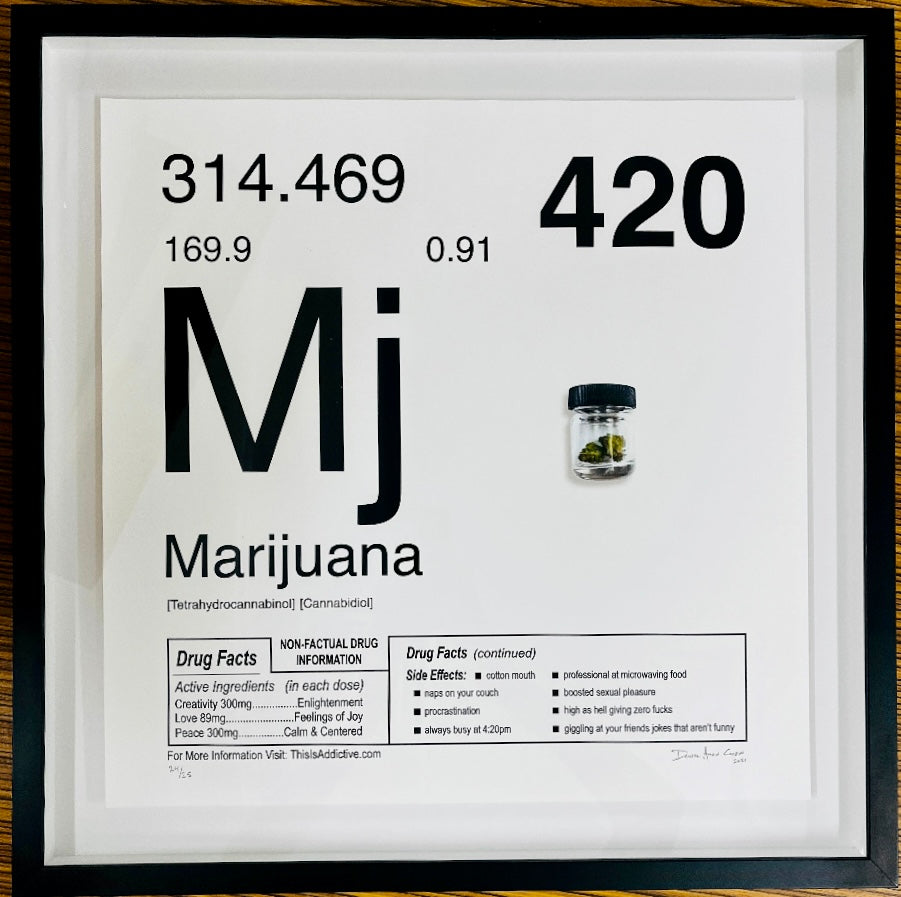 314.469
420
169.9
0.91
Mj
Marijuana
[Tetrahydrocannabinol] [Cannabidiol]
Drug Facts
NON-FACTUAL DRUG
INFORMATION
Active ingredients (in each dose)
Creativity 300mg................Enlightenment
Love 89mg.......................Feelings of Joy
Peace 300mg...............Calm & Centered
Drug Facts (continued)
Side Effects: ■ cotton mouth
■ naps on your couch
■ procrastination
■ always busy at 4:20pm
■ professional at microwaving food
■ boosted sexual pleasure
■ high as hell giving zero fucks
■ giggling at your friends jokes that aren't funny
For More Information Visit: ThisIsAddictive.com
24/25
2021